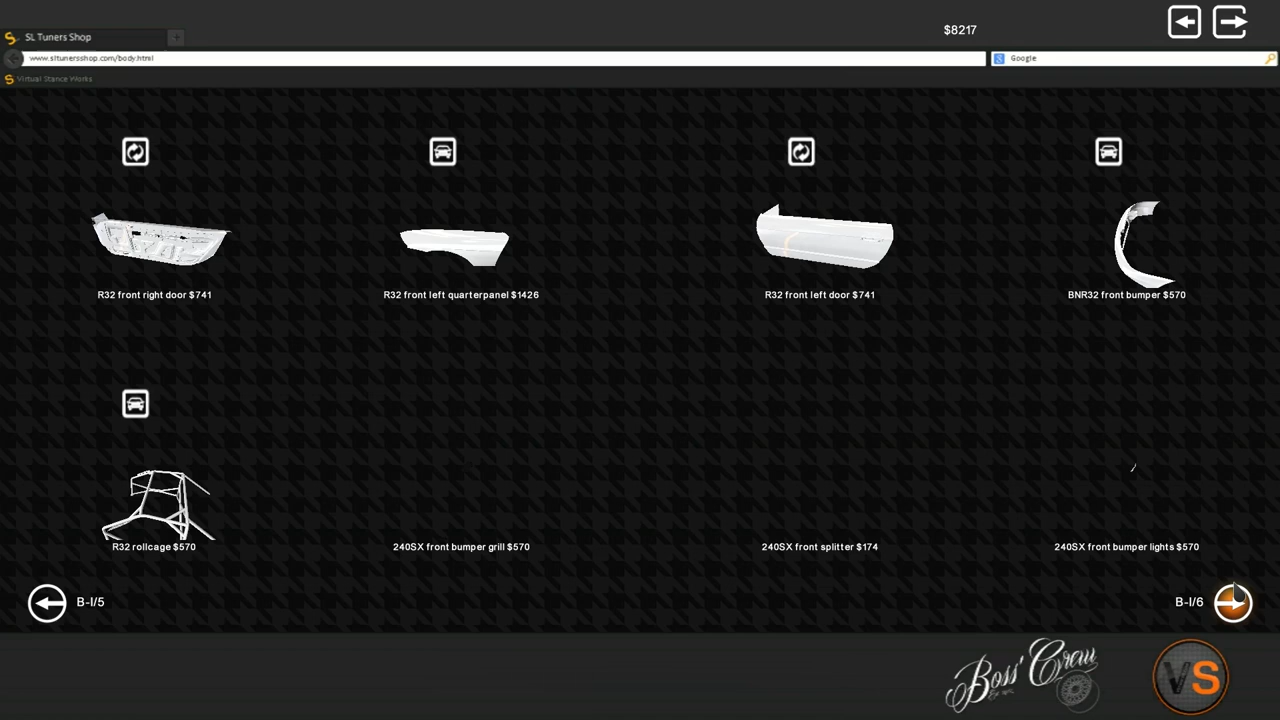 $8217
SL Tuners Shop
www.sltunersshop.com/body.html
Google
Virtual Stance Works
R32 front right door $741
R32 front left quarterpanel $1426
R32 front left door $741
BNR32 front bumper $570
R32 rollcage $570
240SX front bumper grill $570
240SX front splitter $174
240SX front bumper lights $570
B-I/5
B-I/6
Boss' Crew
VS